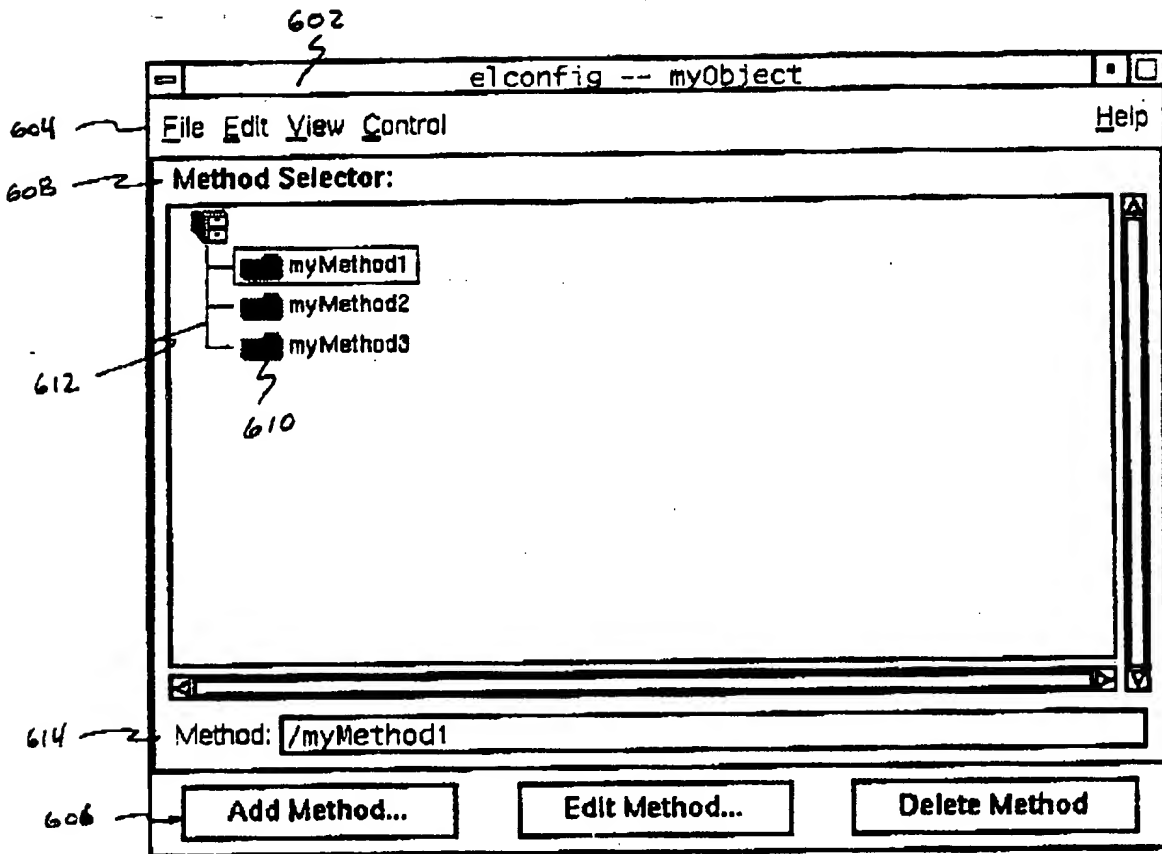 602
elconfig -- myObject
604
File Edit View Control Help
608
Method Selector:
myMethod1
myMethod2
myMethod3
612
610
614
Method: /myMethod1
606
Add Method... Edit Method... Delete Method